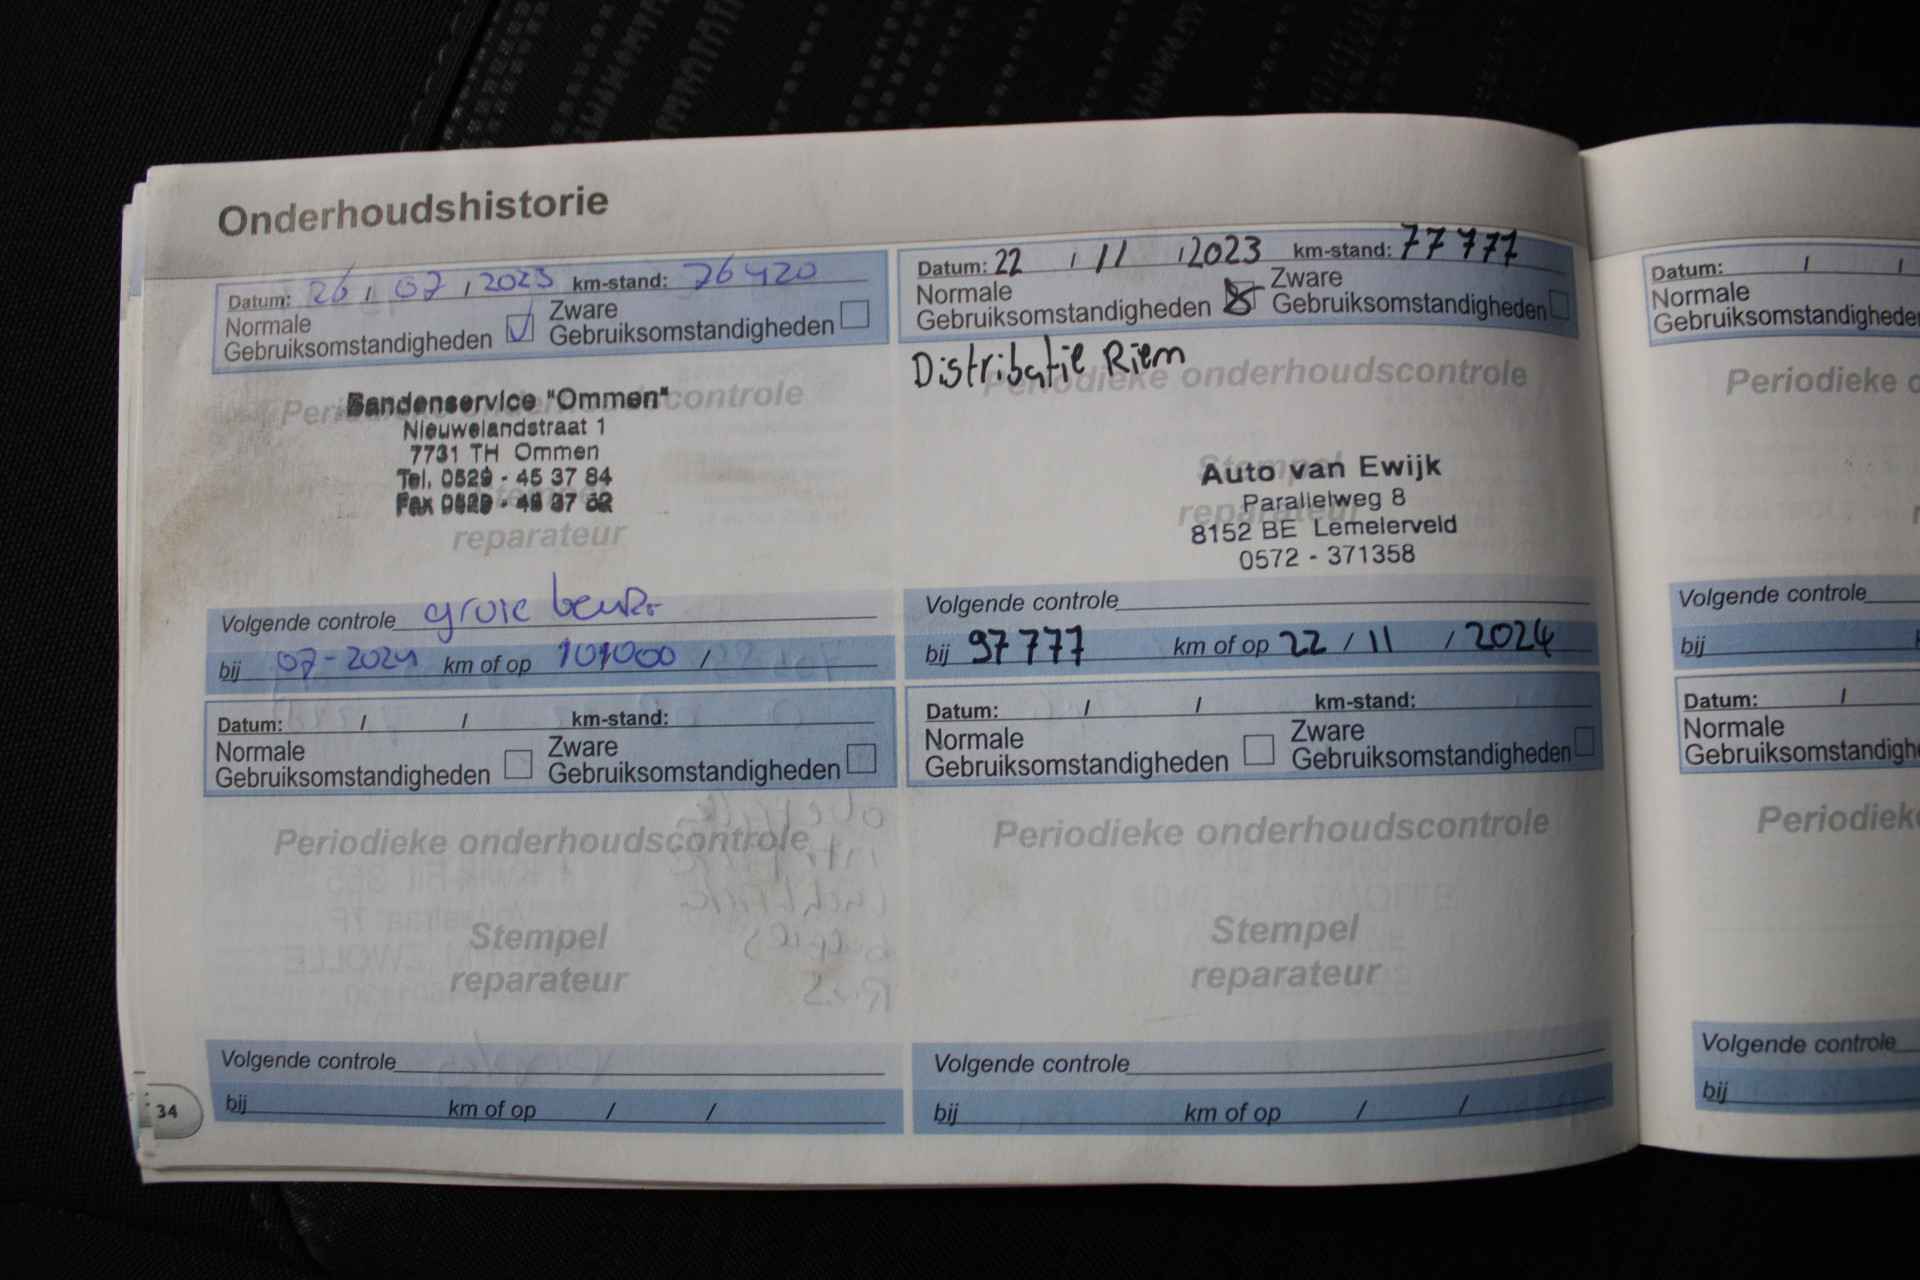 Onderhoudshistorie
Datum: 26 / 07 / 2023 km-stand: 76420
Normale Gebruiksomstandigheden
Zware Gebruiksomstandigheden
Periodieke onderhoudscontrole
Bandenservice "Ommen"
Nieuwelandstraat 1
7731 TH Ommen
Tel. 0529 - 45 37 84
Fax 0529 -
reparateur
Volgende controle grote beurt
bij 07-2024 km of op 101000 /
Datum: 22 / 11 / 2023 km-stand: 77777
Normale Gebruiksomstandigheden
Zware Gebruiksomstandigheden
Distributie Riem
Periodieke onderhoudscontrole
Stempel
Auto van Ewijk
Parallelweg 8
reparateur
8152 BE Lemelerveld
0572 - 371358
Volgende controle
bij 97777 km of op 22 / 11 / 2024
Datum: / / km-stand:
Normale Gebruiksomstandigheden
Zware Gebruiksomstandigheden
Periodieke onderhoudscontrole
Stempel
reparateur
Volgende controle
bij km of op / /
Datum: / / km-stand:
Normale Gebruiksomstandigheden
Zware Gebruiksomstandigheden
Periodieke onderhoudscontrole
Stempel
reparateur
Volgende controle
bij km of op / /
34
Datum: / /
Normale
Gebruiksomstandighede
Periodieke
Volgende controle
bij
Datum: /
Normale
Gebruiksomstandigh
Periodiek
Volgende controle
bij